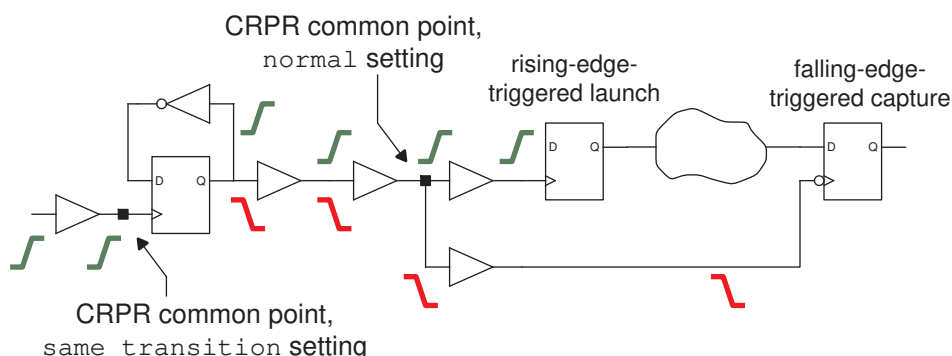 CRPR common point,
normal setting
rising-edge-
triggered launch
falling-edge-
triggered capture
D Q
D Q
D Q
CRPR common point,
same transition setting